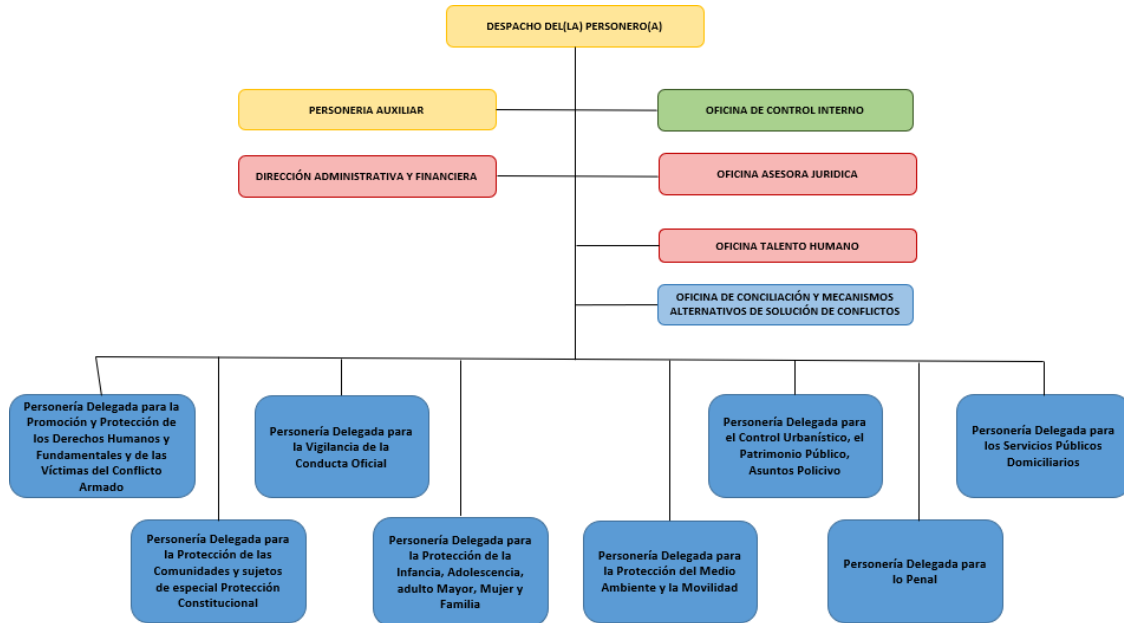 DESPACHO DEL(LA) PERSONERO(A)
PERSONERIA AUXILIAR
OFICINA DE CONTROL INTERNO
DIRECCIÓN ADMINISTRATIVA Y FINANCIERA
OFICINA ASESORA JURIDICA
OFICINA TALENTO HUMANO
OFICINA DE CONCILIACIÓN Y MECANISMOS
ALTERNATIVOS DE SOLUCIÓN DE CONFLICTOS
Personería Delegada para la
Promoción y Protección de
los Derechos Humanos y
Fundamentales y de las
Víctimas del Conflicto
Armado
Personería Delegada para
la Vigilancia de la
Conducta Oficial
Personería Delegada para
el Control Urbanístico, el
Patrimonio Público,
Asuntos Policivo
Personería Delegada para
los Servicios Públicos
Domiciliarios
Personería Delegada para
la Protección de las
Comunidades y sujetos
de especial Protección
Constitucional
Personería Delegada para
la Protección de la
Infancia, Adolescencia,
adulto Mayor, Mujer y
Familia
Personería Delegada para
la Protección del Medio
Ambiente y la Movilidad
Personería Delegada para
lo Penal